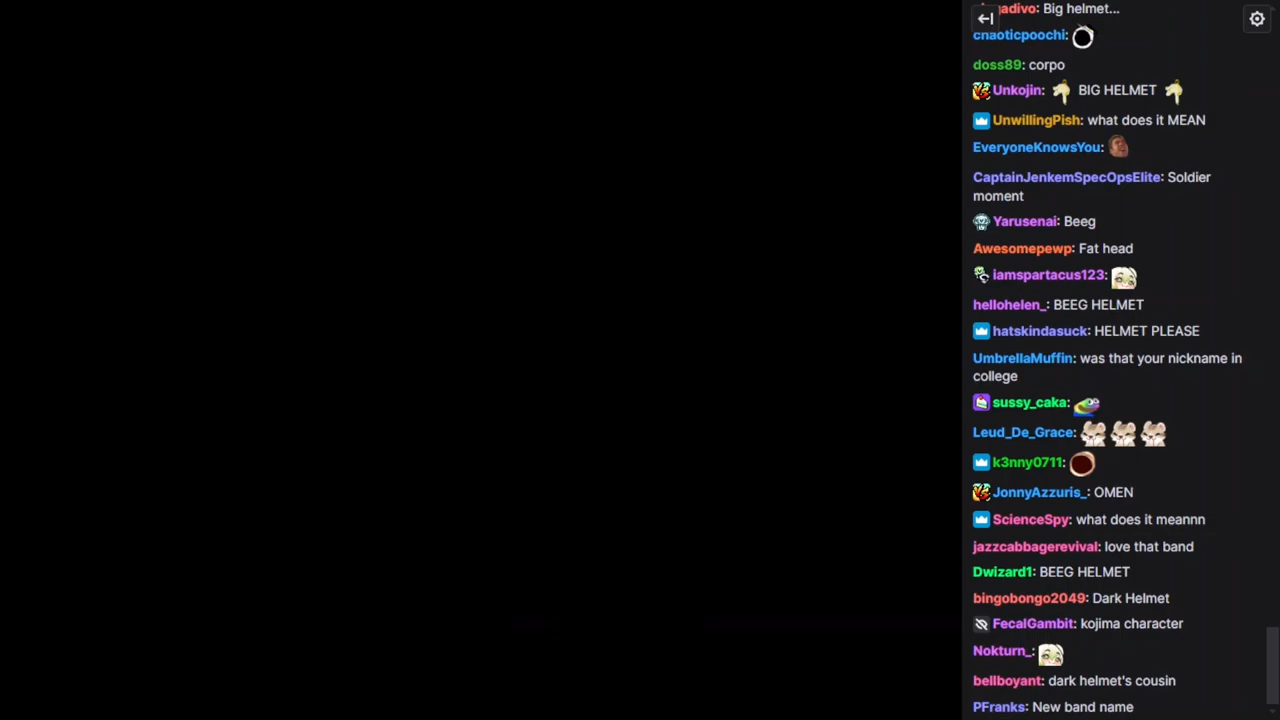 adivo: Big helmet...
cnaoticpoochi:
doss89: corpo
Unkojin: BIG HELMET
UnwillingPish: what does it MEAN
EveryoneKnowsYou:
CaptainJenkemSpecOpsElite: Soldier
moment
Yarusenai: Beeg
Awesomepewp: Fat head
iamspartacus123:
hellohelen_: BEEG HELMET
hatskindasuck: HELMET PLEASE
UmbrellaMuffin: was that your nickname in
college
sussy_caka:
Leud_De_Grace:
k3nny0711:
JonnyAzzuris_: OMEN
ScienceSpy: what does it meannn
jazzcabbagerevival: love that band
Dwizard1: BEEG HELMET
bingobongo2049: Dark Helmet
FecalGambit: kojima character
Nokturn_:
bellboyant: dark helmet's cousin
PFranks: New band name